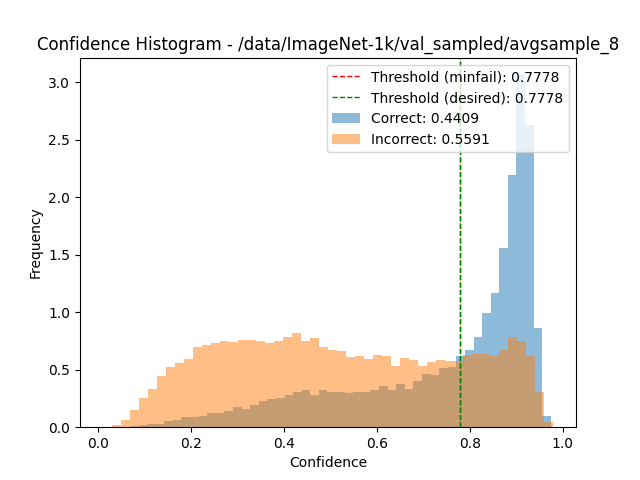 Confidence Histogram - /data/ImageNet-1k/val_sampled/avgsample_8
Threshold (minfail): 0.7778
Threshold (desired): 0.7778
Correct: 0.4409
Incorrect: 0.5591
Frequency
3.0
2.5
2.0
1.5
1.0
0.5
0.0
0.0 0.2 0.4 0.6 0.8 1.0
Confidence